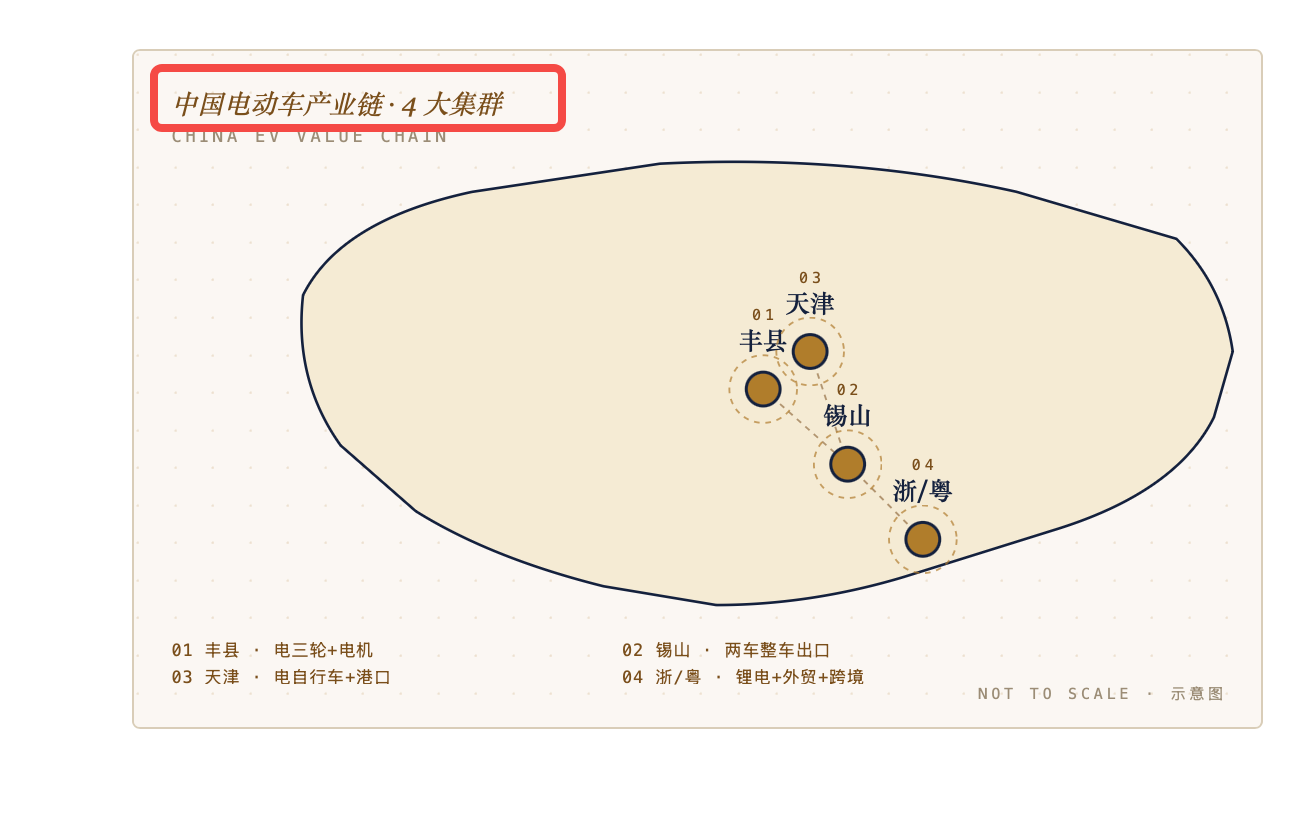 中国电动车产业链 · 4 大集群
CHINA EV VALUE CHAIN
03
天津
01
丰县
02
锡山
04
浙/粤
01 丰县 · 电三轮+电机
02 锡山 · 两车整车出口
03 天津 · 电自行车+港口
04 浙/粤 · 锂电+外贸+跨境
NOT TO SCALE · 示意图